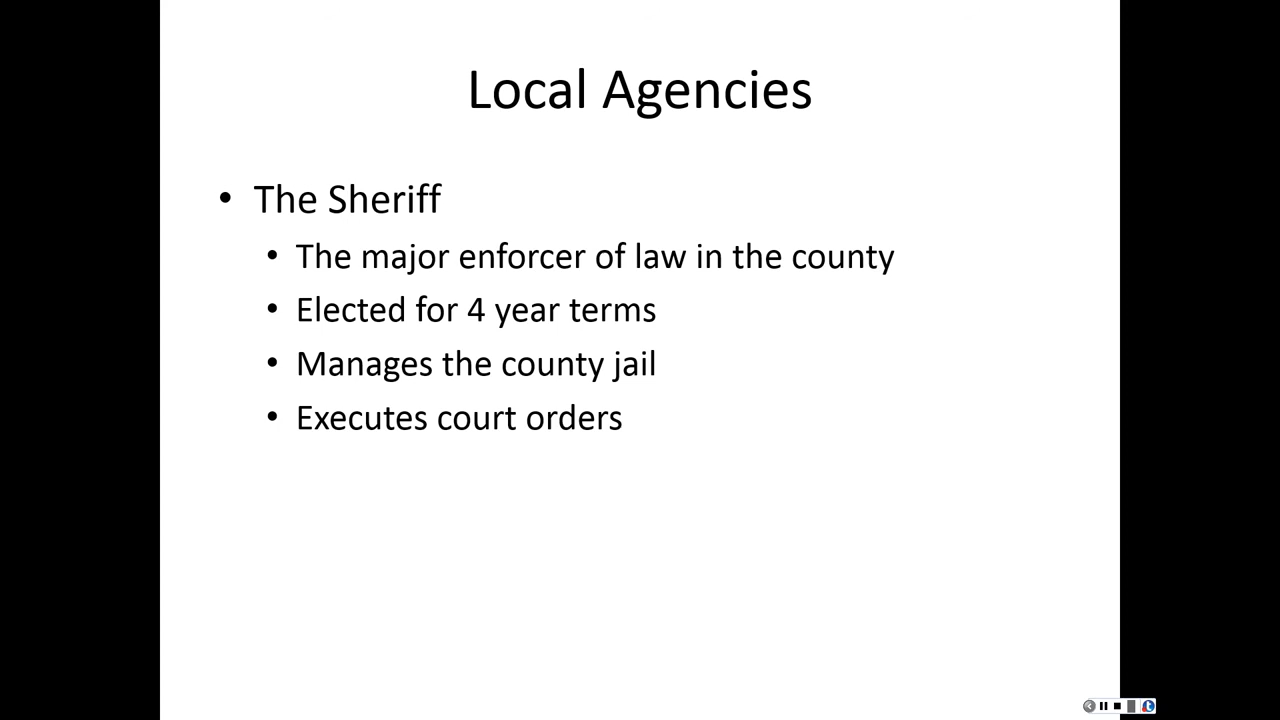 Local Agencies
• The Sheriff
• The major enforcer of law in the county
• Elected for 4 year terms
• Manages the county jail
• Executes court orders